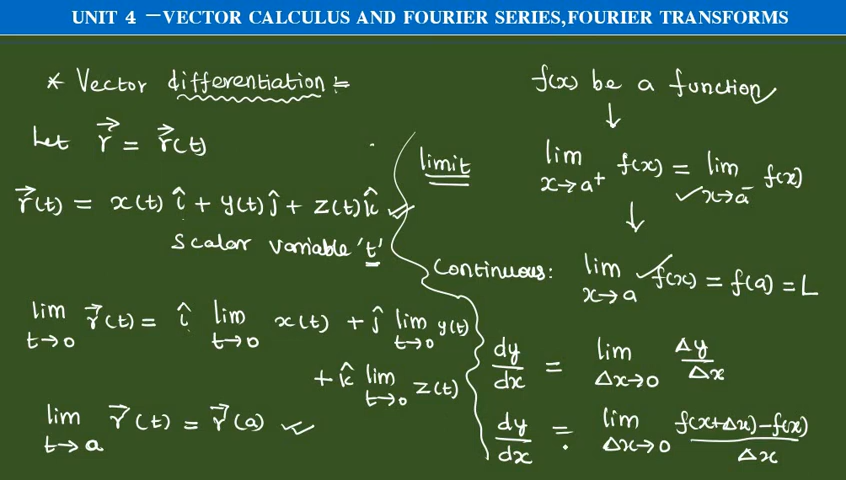 UNIT 4 –VECTOR CALCULUS AND FOURIER SERIES,FOURIER TRANSFORMS
* Vector differentiation :=
Let r⃗ = r⃗(t)
r⃗(t) = x(t) î + y(t) ĵ + z(t) k̂
Scalar variable 't'
lim t→0 r⃗(t) = î lim t→0 x(t) + ĵ lim t→0 y(t)
+ k̂ lim t→0 z(t)
lim t→a r⃗(t) = r⃗(a)
f(x) be a function
↓
limit lim x→a⁺ f(x) = lim x→a⁻ f(x)
↓
Continuous: lim x→a f(x) = f(a) = L
dy/dx = lim Δx→0 Δy/Δx
dy/dx = lim Δx→0 f(x+Δx)-f(x)/Δx